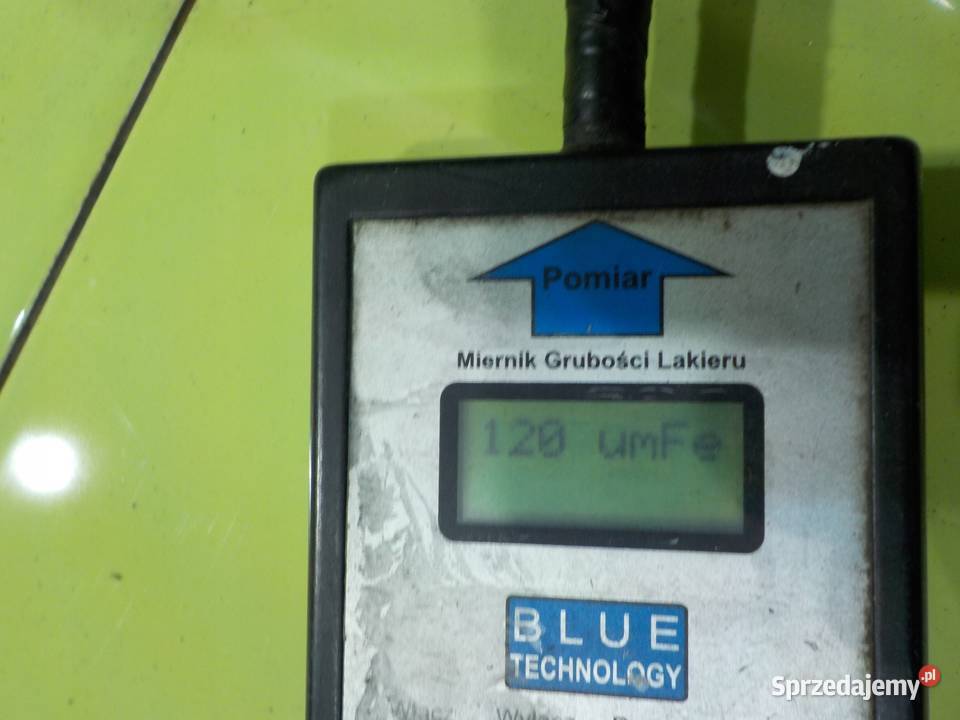 Pomiar
Miernik Grubości Lakieru
120 umFe
BLUE
TECHNOLOGY
Sprzedajemy.pl